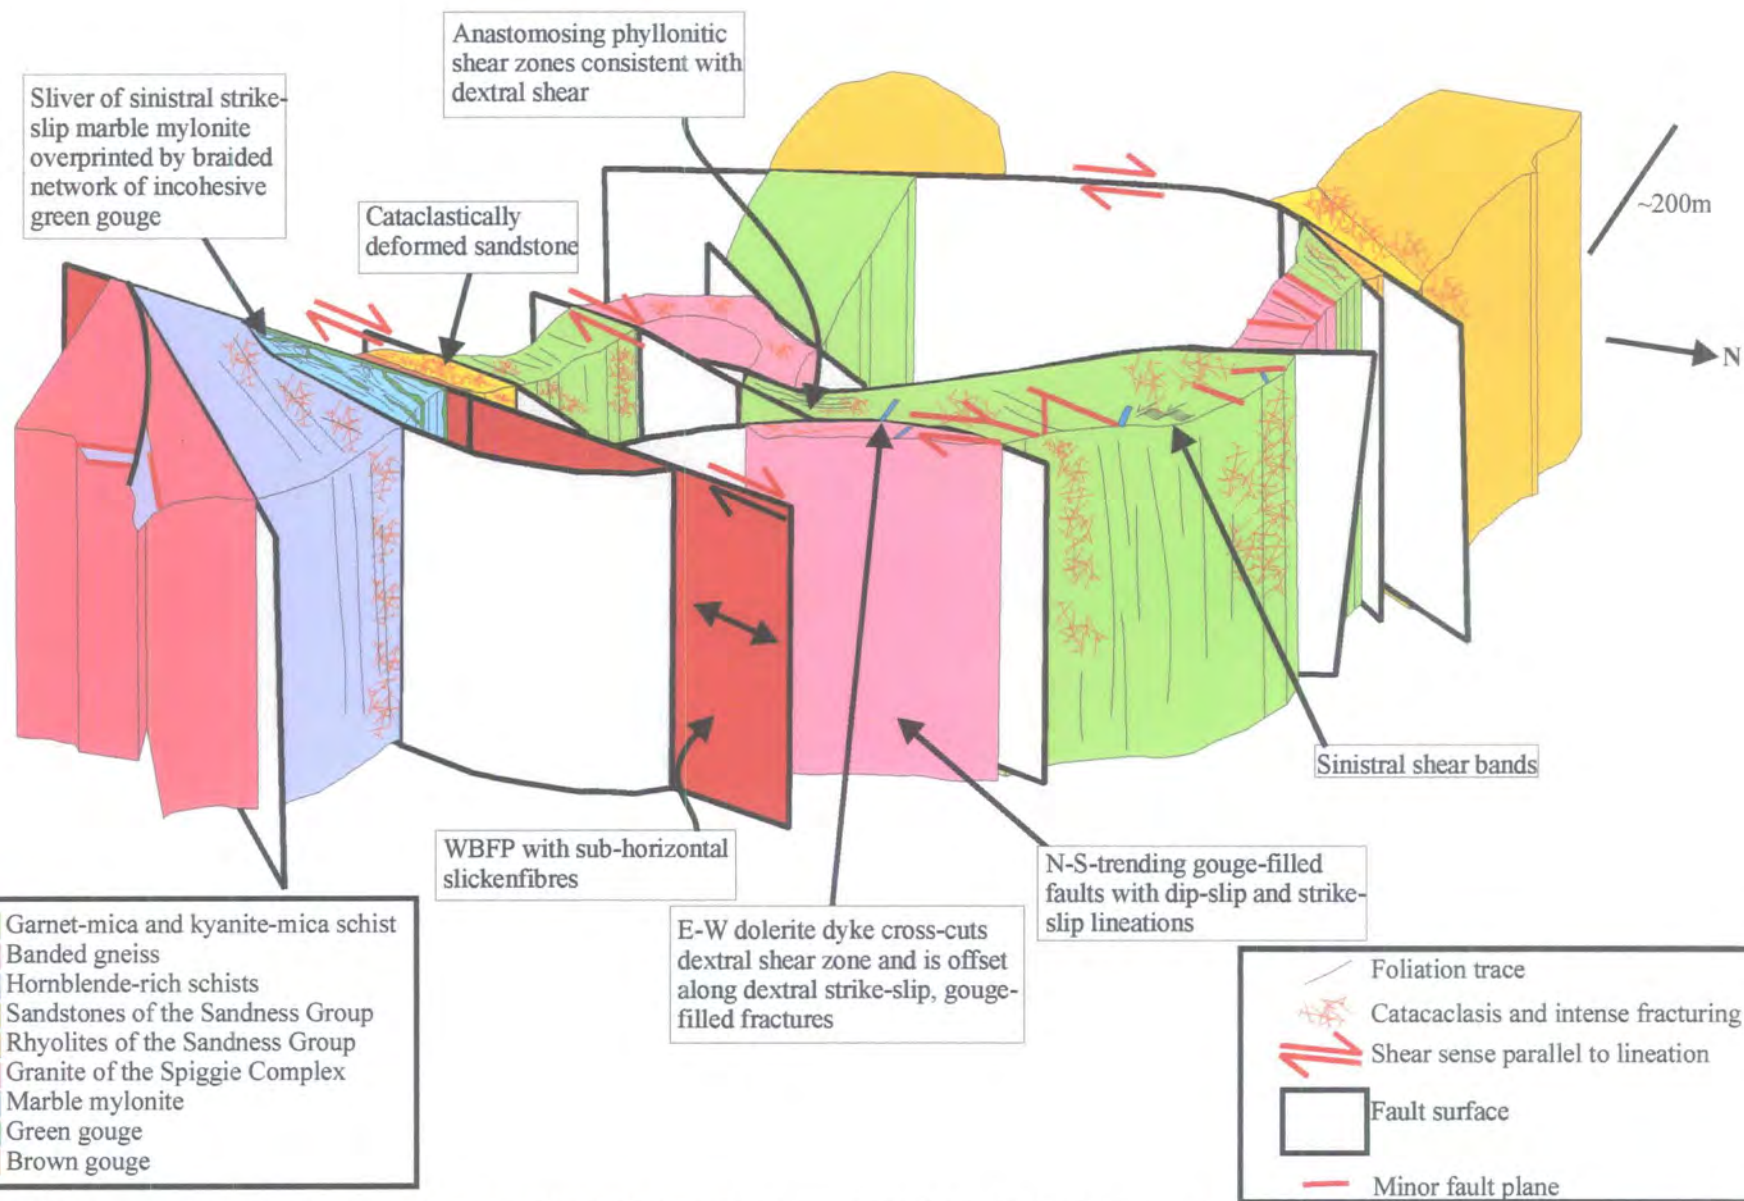 Anastomosing phyllonitic
shear zones consistent with
dextral shear
Sliver of sinistral strike-
slip marble mylonite
overprinted by braided
network of incohesive
green gouge
Cataclastically
deformed sandstone
~200m
N
Sinistral shear bands
WBFP with sub-horizontal
slickenfibres
N-S-trending gouge-filled
faults with dip-slip and strike-
slip lineations
E-W dolerite dyke cross-cuts
dextral shear zone and is offset
along dextral strike-slip, gouge-
filled fractures
Garnet-mica and kyanite-mica schist
Banded gneiss
Hornblende-rich schists
Sandstones of the Sandness Group
Rhyolites of the Sandness Group
Granite of the Spiggie Complex
Marble mylonite
Green gouge
Brown gouge
Foliation trace
Catacaclasis and intense fracturing
Shear sense parallel to lineation
Fault surface
Minor fault plane